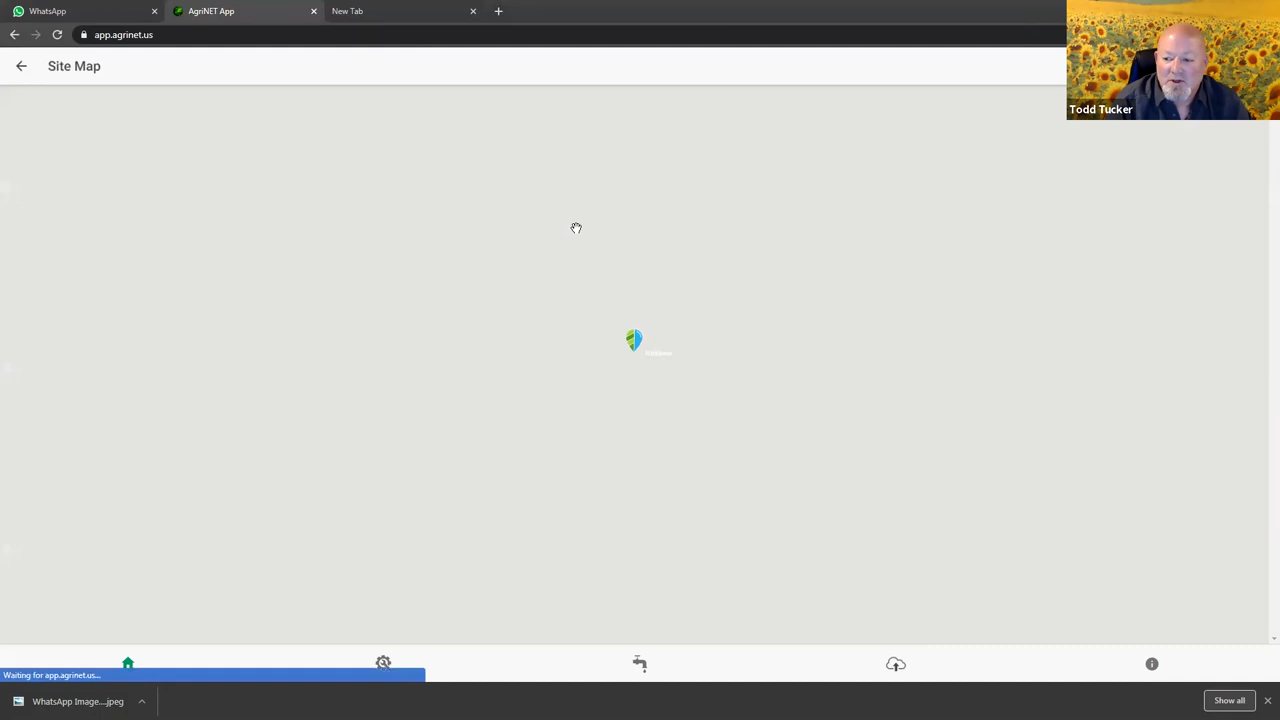 WhatsApp
AgriNET App
New Tab
app.agrinet.us
Site Map
Todd Tucker
Waiting for app.agrinet.us...
WhatsApp Image....jpeg
Show all